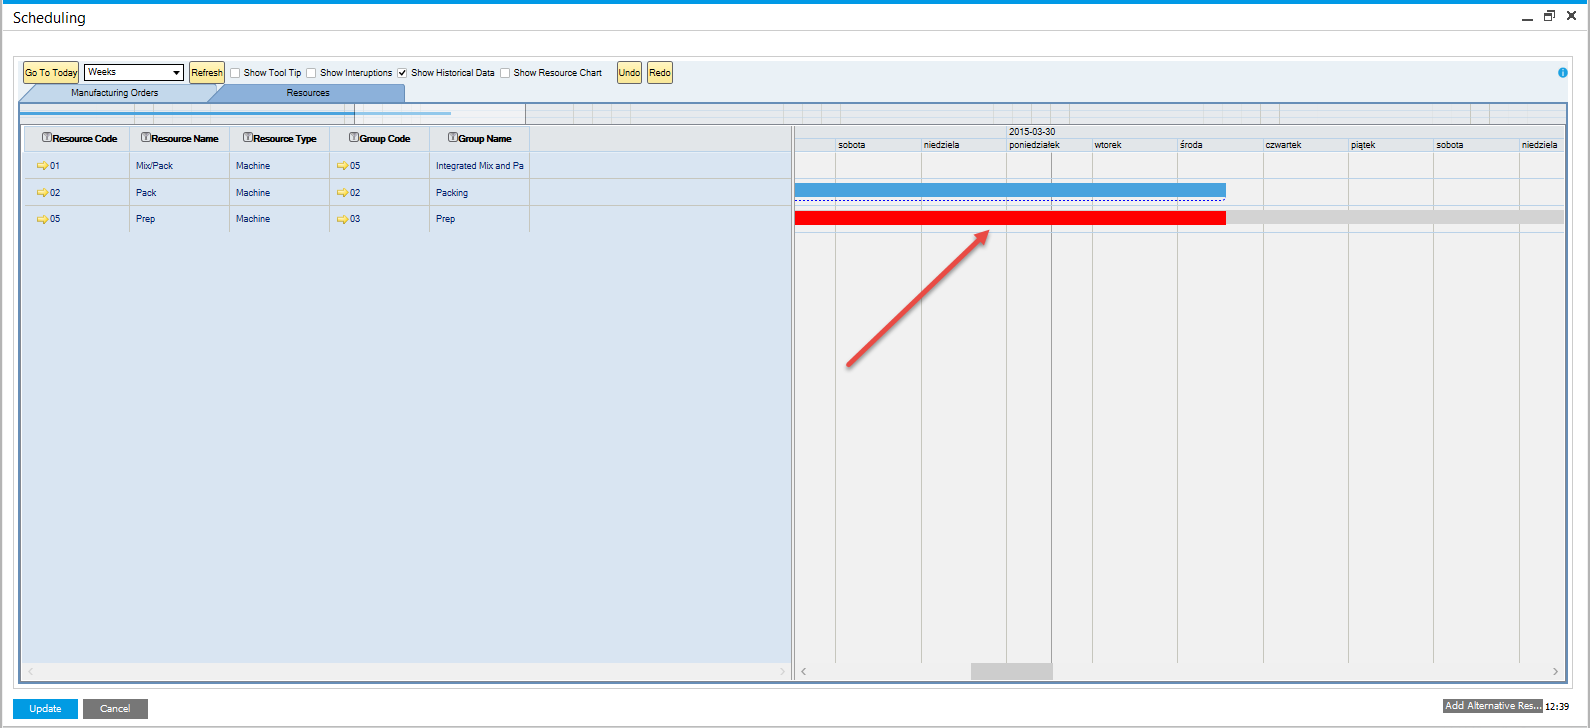 Scheduling
Go To Today Weeks Refresh Show Tool Tip Show Interuptions Show Historical Data Show Resource Chart Undo Redo
Manufacturing Orders Resources
Resource Code Resource Name Resource Type Group Code Group Name
2015-03-30
sobota niedziela poniedziałek wtorek środa czwartek piątek sobota niedziela
01 Mix/Pack Machine 05 Integrated Mix and Pa
02 Pack Machine 02 Packing
05 Prep Machine 03 Prep
Update Cancel Add Alternative Res... 12:39